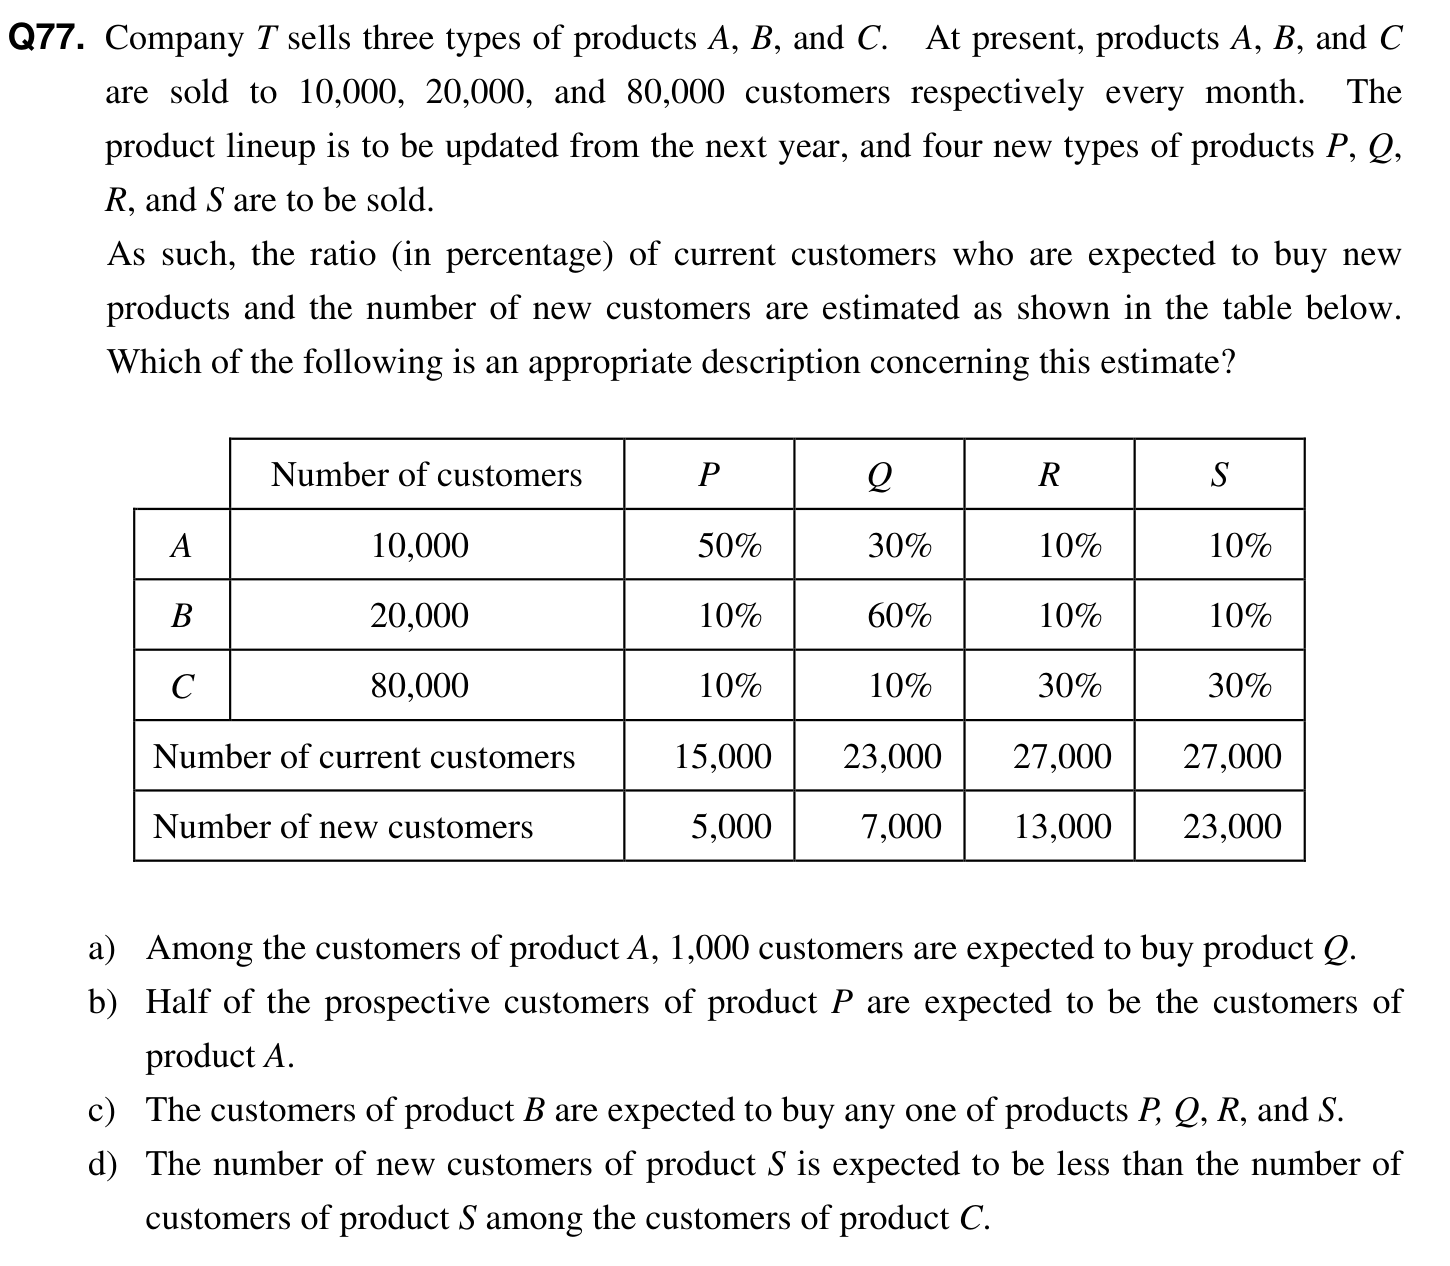 Q77. Company T sells three types of products A, B, and C. At present, products A, B, and C
are sold to 10,000, 20,000, and 80,000 customers respectively every month. The
product lineup is to be updated from the next year, and four new types of products P, Q,
R, and S are to be sold.
As such, the ratio (in percentage) of current customers who are expected to buy new
products and the number of new customers are estimated as shown in the table below.
Which of the following is an appropriate description concerning this estimate?
Number of customers P Q R S
A 10,000 50% 30% 10% 10%
B 20,000 10% 60% 10% 10%
C 80,000 10% 10% 30% 30%
Number of current customers 15,000 23,000 27,000 27,000
Number of new customers 5,000 7,000 13,000 23,000
a) Among the customers of product A, 1,000 customers are expected to buy product Q.
b) Half of the prospective customers of product P are expected to be the customers of
product A.
c) The customers of product B are expected to buy any one of products P, Q, R, and S.
d) The number of new customers of product S is expected to be less than the number of
customers of product S among the customers of product C.